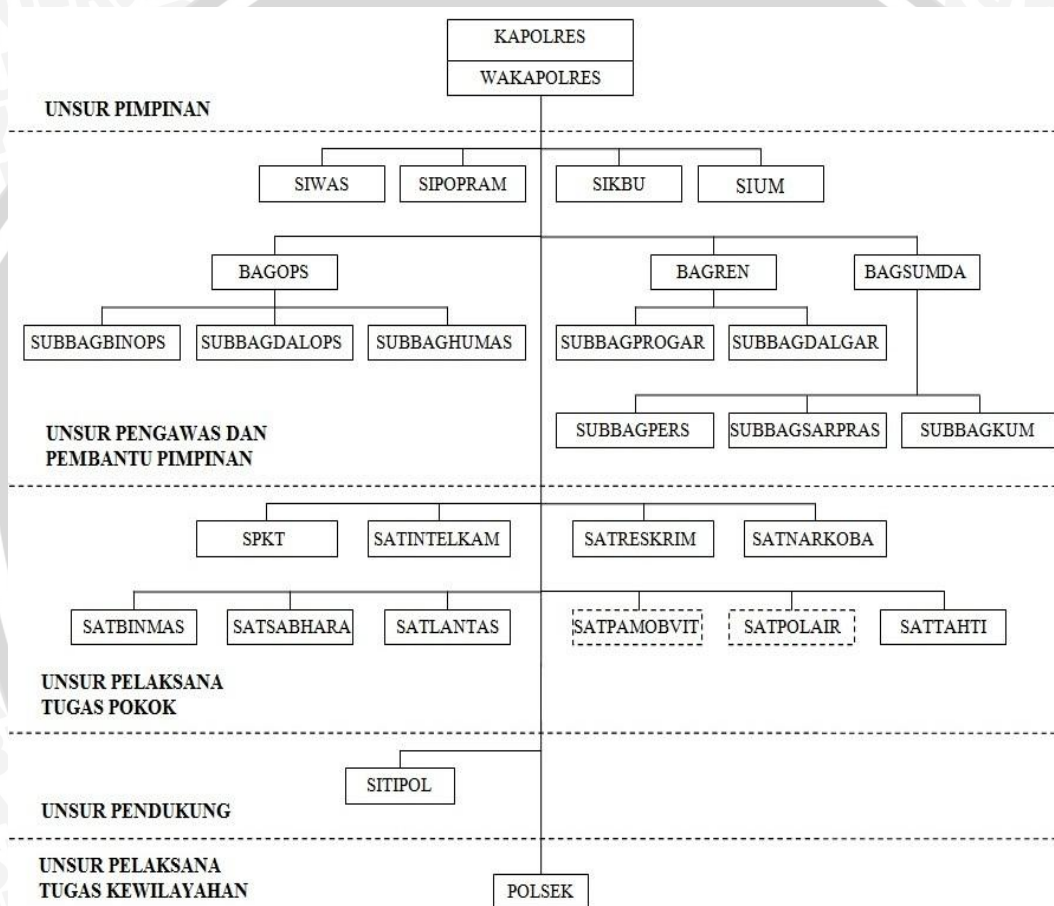 KAPOLRES
WAKAPOLRES
UNSUR PIMPINAN
SIWAS
SIPOPRAM
SIKBU
SIUM
BAGOPS
BAGREN
BAGSUMDA
SUBBAGBINOPS
SUBBAGDALOPS
SUBBAGHUMAS
SUBBAGPROGAR
SUBBAGDALGAR
SUBBAGPERS
SUBBAGSARPRAS
SUBBAGKUM
UNSUR PENGAWAS DAN
PEMBANTU PIMPINAN
SPKT
SATINTELKAM
SATRESKRIM
SATNARKOBA
SATBINMAS
SATSABHARA
SATLANTAS
SATPAMOBVIT
SATPOLAIR
SATTAHTI
UNSUR PELAKSANA
TUGAS POKOK
SITIPOL
UNSUR PENDUKUNG
UNSUR PELAKSANA
TUGAS KEWILAYAHAN
POLSEK